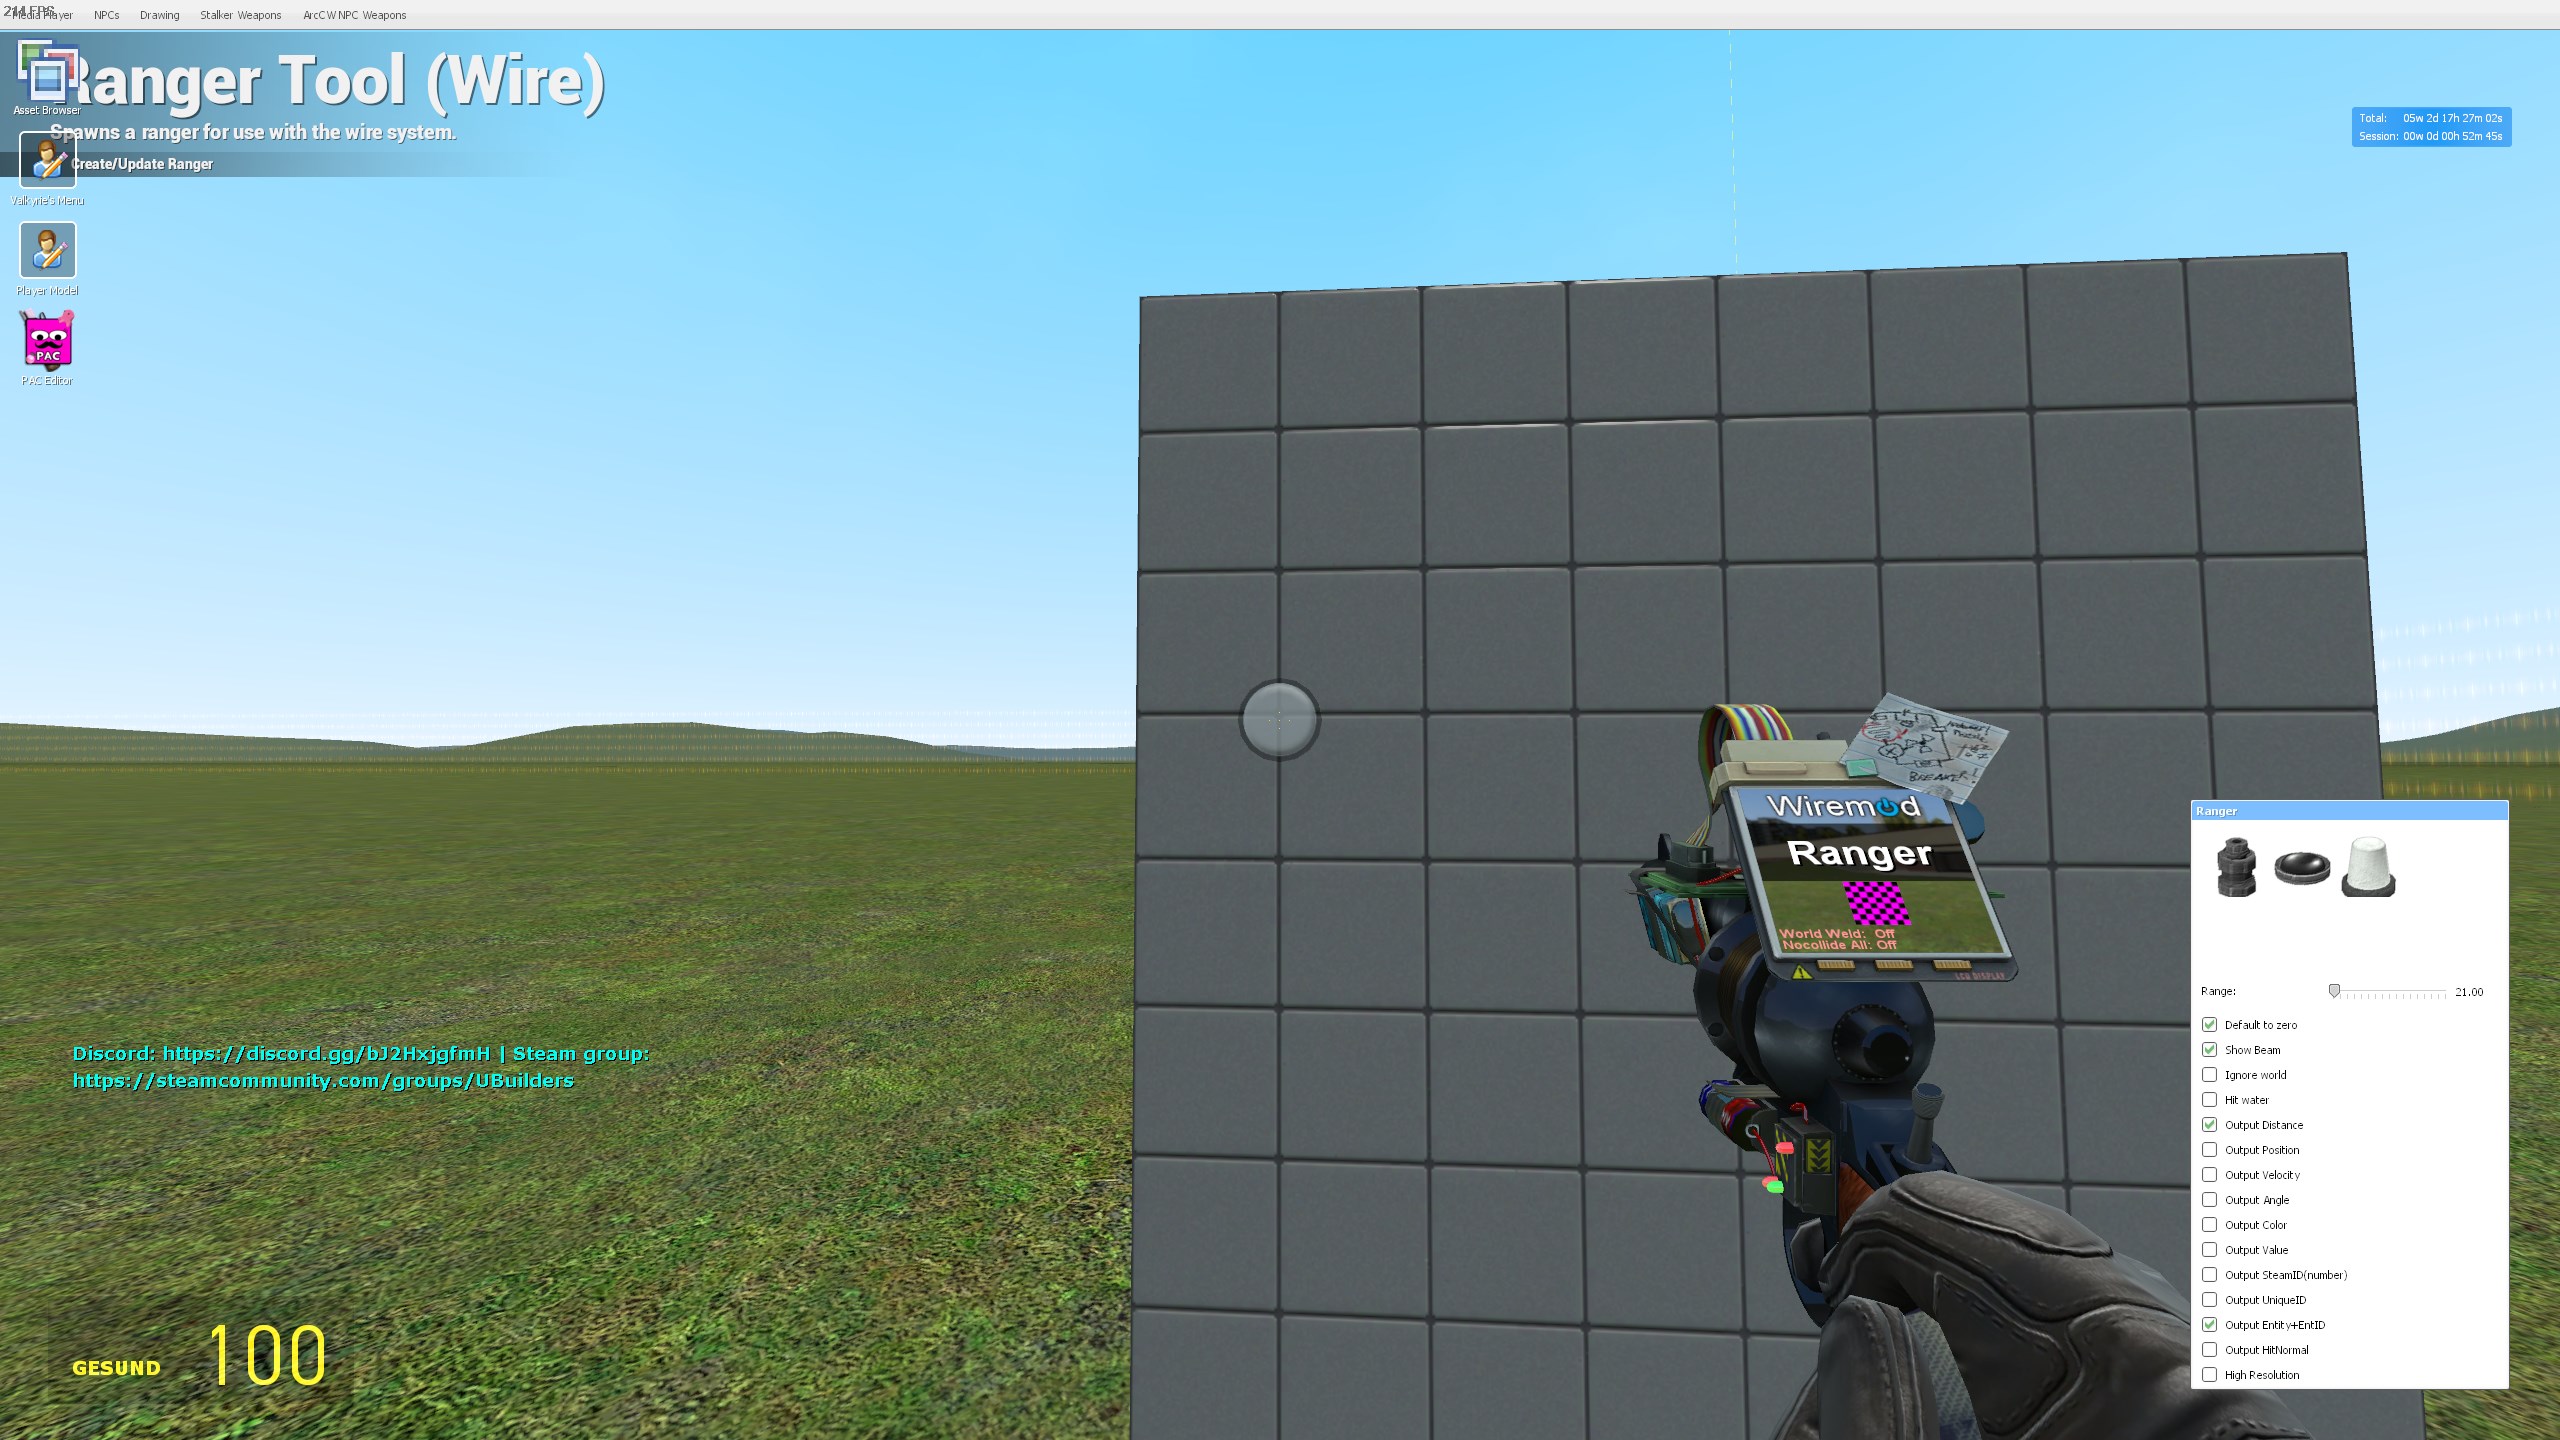 NPCs Drawing Stalker Weapons ArcCW NPC Weapons
Ranger Tool (Wire)
Asset Browser
Spawns a ranger for use with the wire system.
Create/Update Ranger
Valkyrie's Menu
Player Model
PAC
PAC Editor
Total: 05w 2d 17h 27m 02s
Session: 00w 0d 00h 52m 45s
BREAKER!
Wiremod
Ranger
World Weld: Off
Nocollide All: Off
LCD DISPLAY
Ranger
Range: 21.00
Default to zero
Show Beam
Ignore world
Hit water
Output Distance
Output Position
Output Velocity
Output Angle
Output Color
Output Value
Output SteamID(number)
Output UniqueID
Output Entity+EntID
Output HitNormal
High Resolution
Discord: https://discord.gg/bJ2HxjgfmH | Steam group:
https://steamcommunity.com/groups/UBuilders
GESUND 100